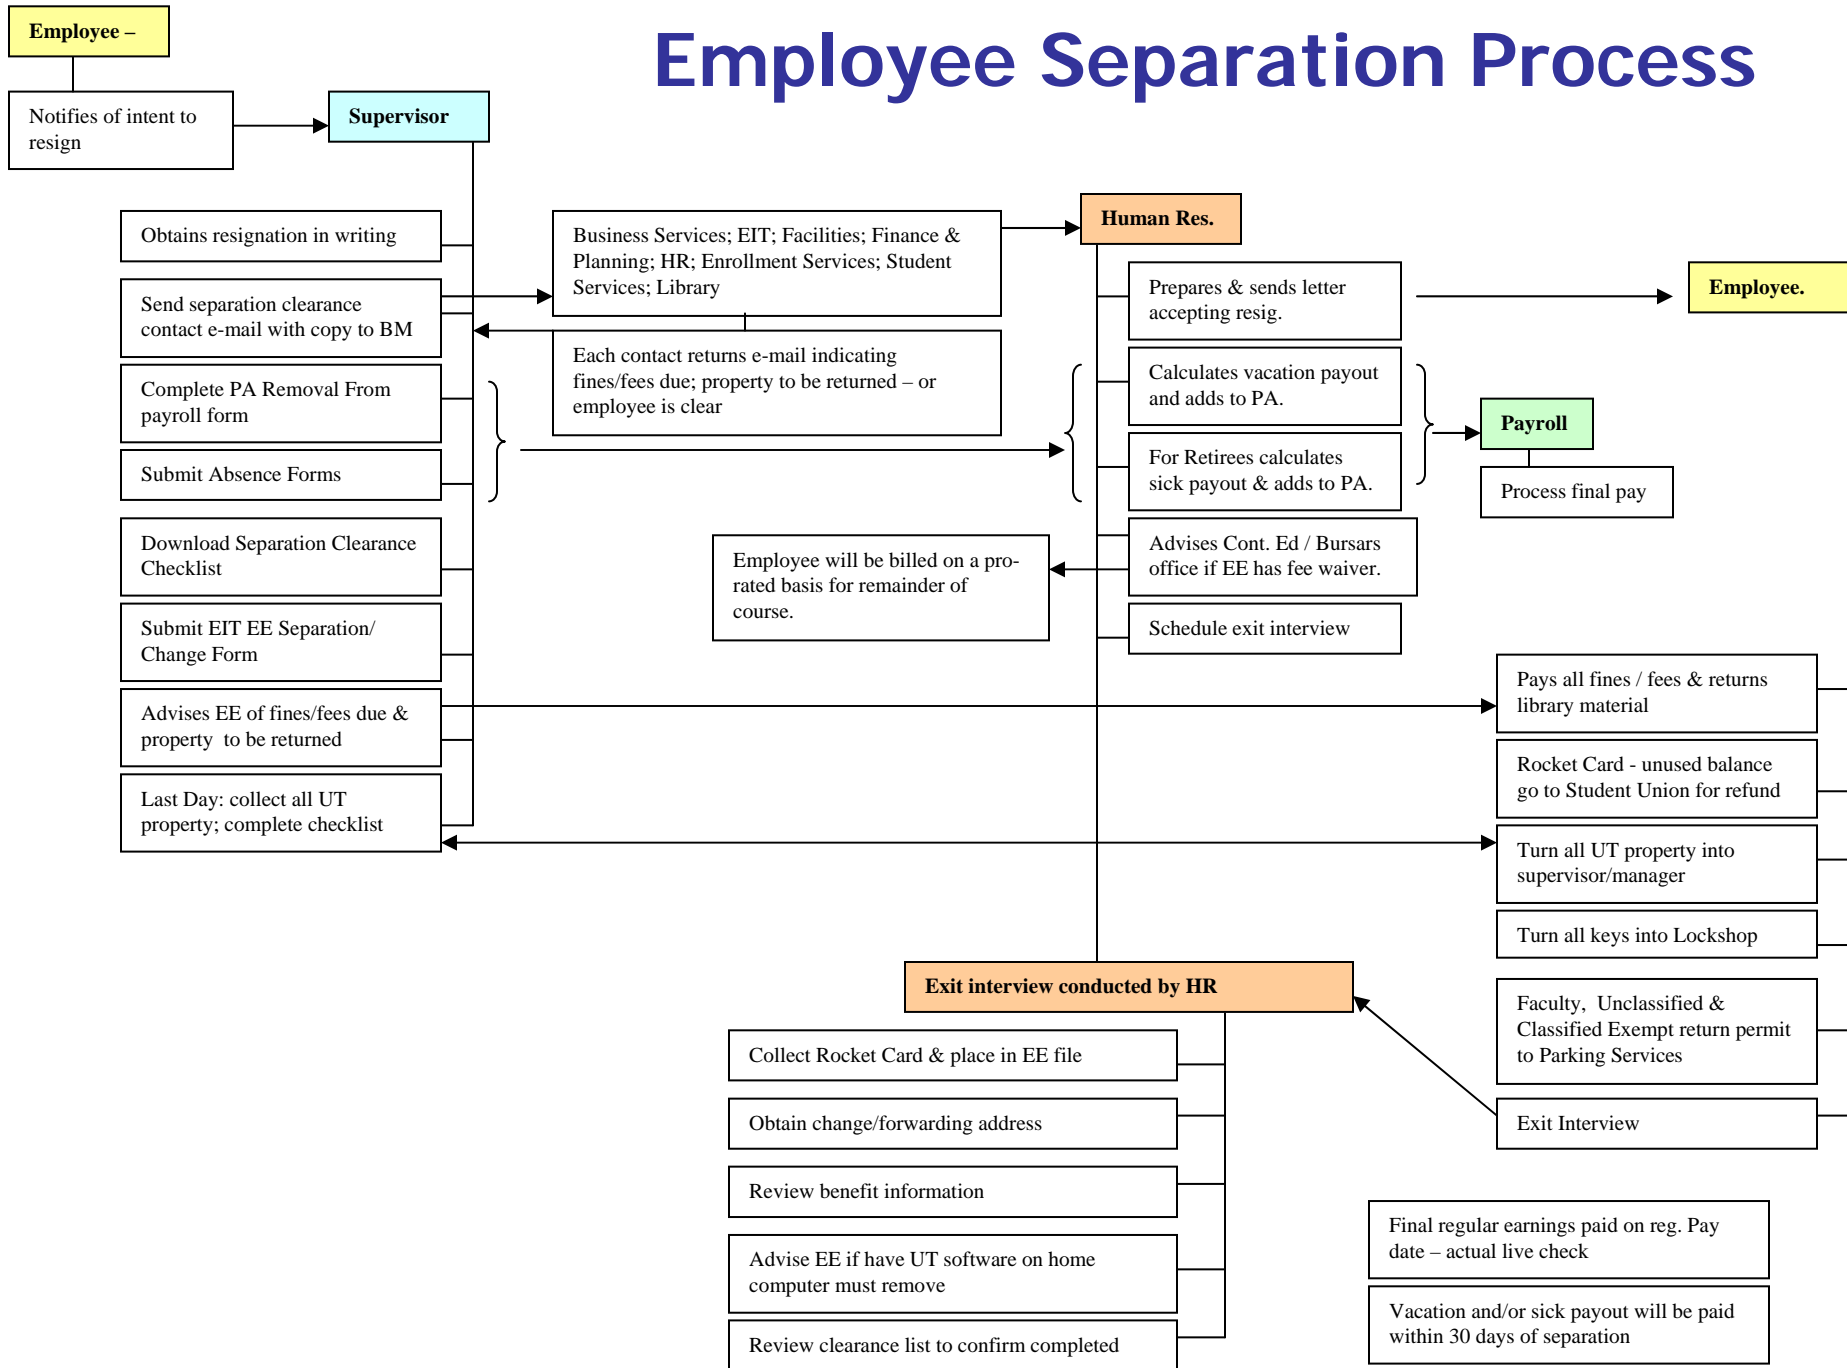 Employee –
Employee Separation Process
Notifies of intent to
resign
Supervisor
Obtains resignation in writing
Send separation clearance
contact e-mail with copy to BM
Complete PA Removal From
payroll form
Submit Absence Forms
Download Separation Clearance
Checklist
Submit EIT EE Separation/
Change Form
Advises EE of fines/fees due &
property  to be returned
Last Day: collect all UT
property; complete checklist
Business Services; EIT; Facilities; Finance &
Planning; HR; Enrollment Services; Student
Services; Library
Each contact returns e-mail indicating
fines/fees due; property to be returned – or
employee is clear
Human Res.
Prepares & sends letter
accepting resig.
Calculates vacation payout
and adds to PA.
For Retirees calculates
sick payout & adds to PA.
Advises Cont. Ed / Bursars
office if EE has fee waiver.
Schedule exit interview
Employee will be billed on a pro-
rated basis for remainder of
course.
Employee.
Payroll
Process final pay
Pays all fines / fees & returns
library material
Rocket Card - unused balance
go to Student Union for refund
Turn all UT property into
supervisor/manager
Turn all keys into Lockshop
Faculty,  Unclassified &
Classified Exempt return permit
to Parking Services
Exit Interview
Exit interview conducted by HR
Collect Rocket Card & place in EE file
Obtain change/forwarding address
Review benefit information
Advise EE if have UT software on home
computer must remove
Review clearance list to confirm completed
Final regular earnings paid on reg. Pay
date – actual live check
Vacation and/or sick payout will be paid
within 30 days of separation